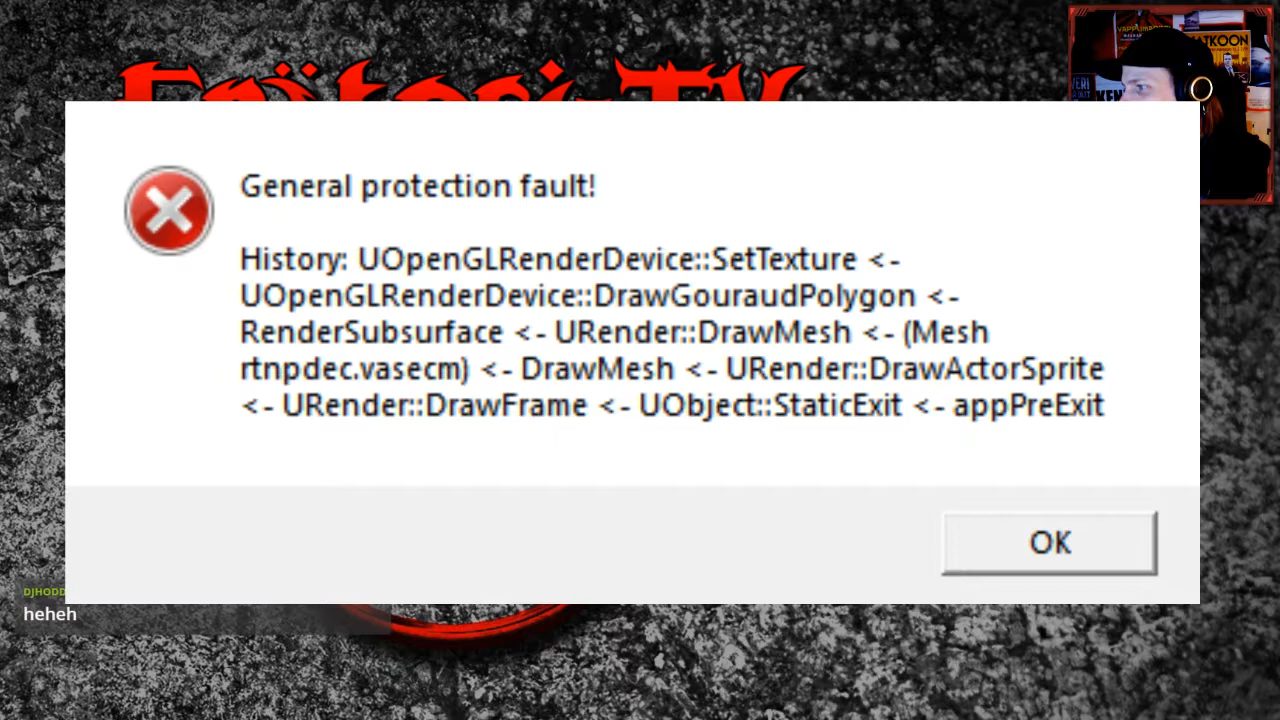 General protection fault!
History: UOpenGLRenderDevice::SetTexture <-
UOpenGLRenderDevice::DrawGouraudPolygon <-
RenderSubsurface <- URender::DrawMesh <- (Mesh
rtnpdec.vasecm) <- DrawMesh <- URender::DrawActorSprite
<- URender::DrawFrame <- UObject::StaticExit <- appPreExit
OK
DJHODD
heheh